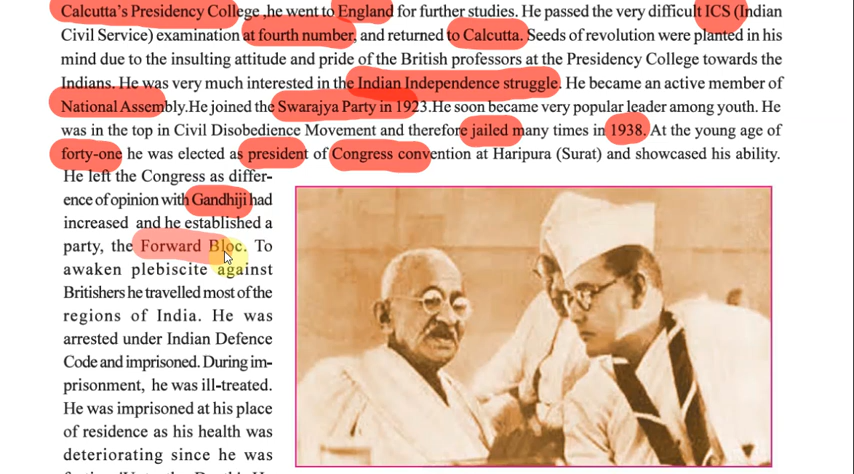 Calcutta's Presidency College ,he went to England for further studies. He passed the very difficult ICS (Indian
Civil Service) examination at fourth number, and returned to Calcutta. Seeds of revolution were planted in his
mind due to the insulting attitude and pride of the British professors at the Presidency College towards the
Indians. He was very much interested in the Indian Independence struggle. He became an active member of
National Assembly.He joined the Swarajya Party in 1923.He soon became very popular leader among youth. He
was in the top in Civil Disobedience Movement and therefore jailed many times in 1938. At the young age of
forty-one he was elected as president of Congress convention at Haripura (Surat) and showcased his ability.
He left the Congress as differ-
ence of opinion with Gandhiji had
increased and he established a
party, the Forward Bloc. To
awaken plebiscite against
Britishers he travelled most of the
regions of India. He was
arrested under Indian Defence
Code and imprisoned. During im-
prisonment, he was ill-treated.
He was imprisoned at his place
of residence as his health was
deteriorating since he was